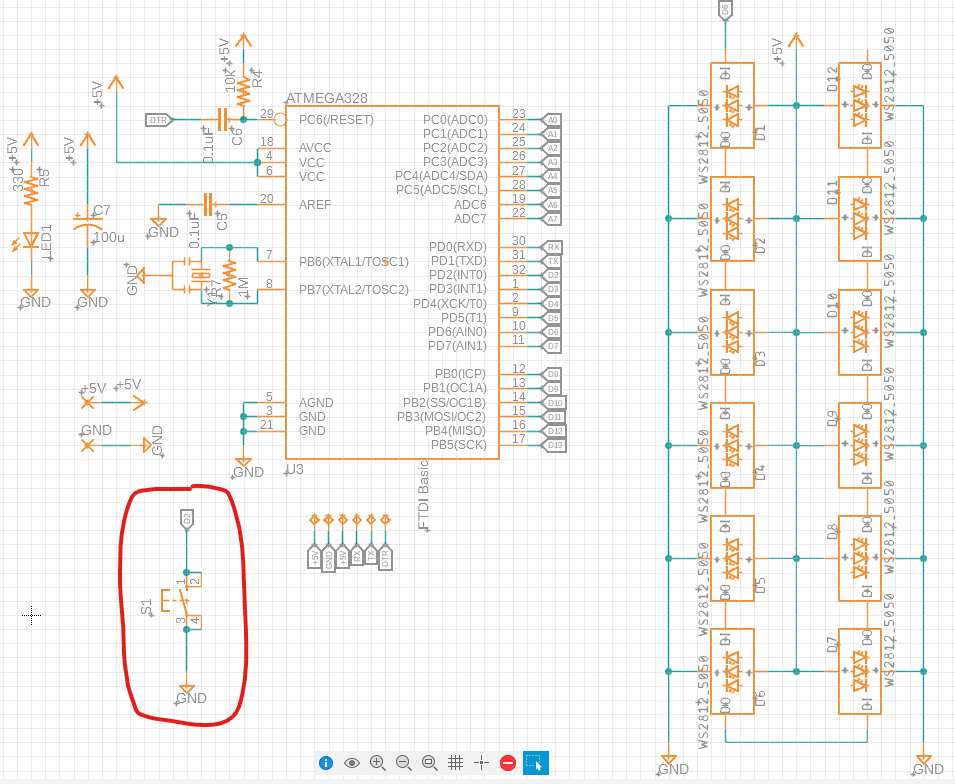 D6
+5V
+5V
10k
R4
ATMEGA328
+5V
+5V
+5V
DTR
0.1uF
C6
29
PC6(/RESET)
18
AVCC
4
VCC
6
VCC
20
AREF
0.1uF
C5
GND
330
R5
LED1
GND
C7
100u
GND
GND
1M
7
PB6(XTAL1/TOSC1)
8
PB7(XTAL2/TOSC2)
PC0(ADC0)
23
A0
PC1(ADC1)
24
A1
PC2(ADC2)
25
A2
PC3(ADC3)
26
A3
PC4(ADC4/SDA)
27
A4
PC5(ADC5/SCL)
28
A5
ADC6
19
A6
ADC7
22
A7
PD0(RXD)
30
RX
PD1(TXD)
31
TX
PD2(INT0)
32
D2
PD3(INT1)
1
D3
PD4(XCK/T0)
2
D4
PD5(T1)
9
D5
PD6(AIN0)
10
D6
PD7(AIN1)
11
D7
PB0(ICP)
12
D8
PB1(OC1A)
13
D9
PB2(SS/OC1B)
14
D10
PB3(MOSI/OC2)
15
D11
PB4(MISO)
16
D12
PB5(SCK)
17
D13
+5V
+5V
GND
GND
5
AGND
3
GND
21
GND
GND
U3
FTDI Basic
+5V
GND
+5V
RX
TX
DTR
D2
1
2
S1
3
4
GND
WS2812_5050
DI
DO
D1
WS2812_5050
DI
DO
D2
WS2812_5050
DI
DO
D3
WS2812_5050
DI
DO
D4
WS2812_5050
DI
DO
D5
WS2812_5050
DI
DO
D6
D12
DO
DI
WS2812_5050
D11
DO
DI
WS2812_5050
D10
DO
DI
WS2812_5050
D9
DO
DI
WS2812_5050
D8
DO
DI
WS2812_5050
D7
DO
DI
WS2812_5050
GND
GND